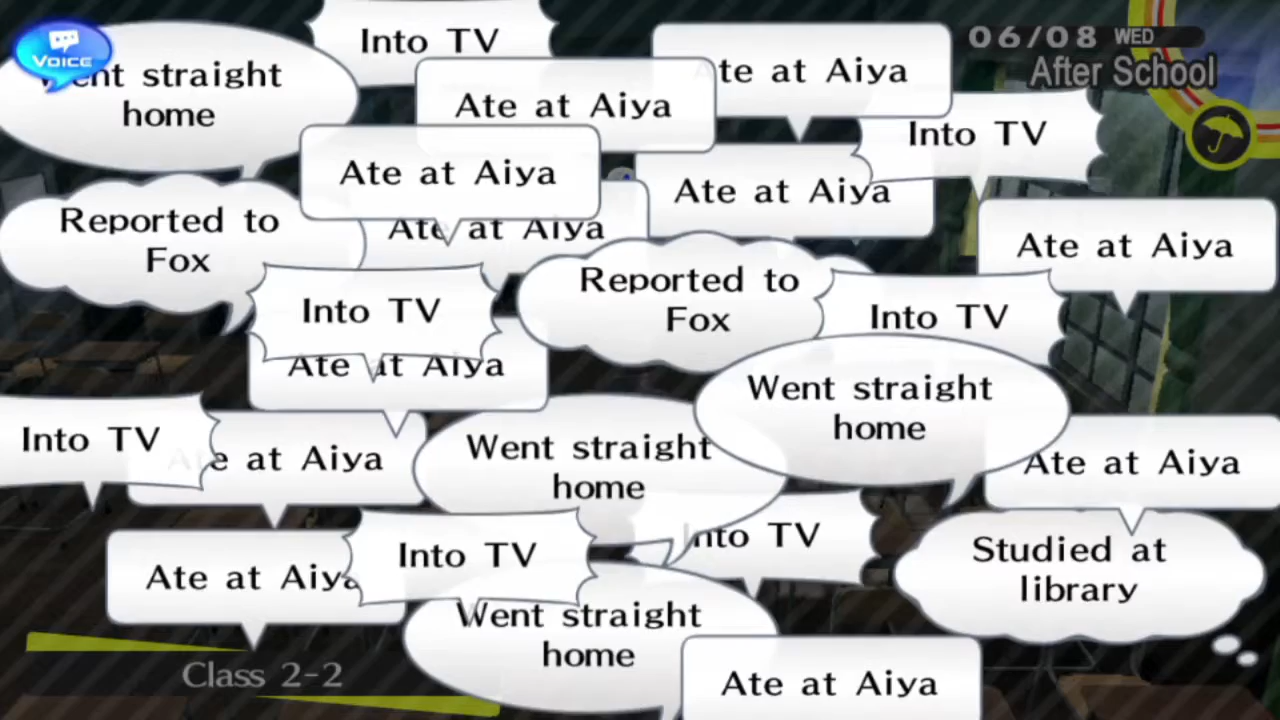 Into TV
06/08 WED
VOICE
Went straight
home
te at Aiya
After School
Ate at Aiya
Into TV
Ate at Aiya
Ate at Aiya
Reported to
Fox
Ate at Aiya
Ate at Aiya
Reported to
Fox
Into TV
Into TV
Ate at Aiya
Went straight
home
Into TV
e at Aiya
Went straight
home
Ate at Aiya
Into TV
Into TV
Studied at
library
Ate at Aiya
Went straight
home
Class 2-2
Ate at Aiya